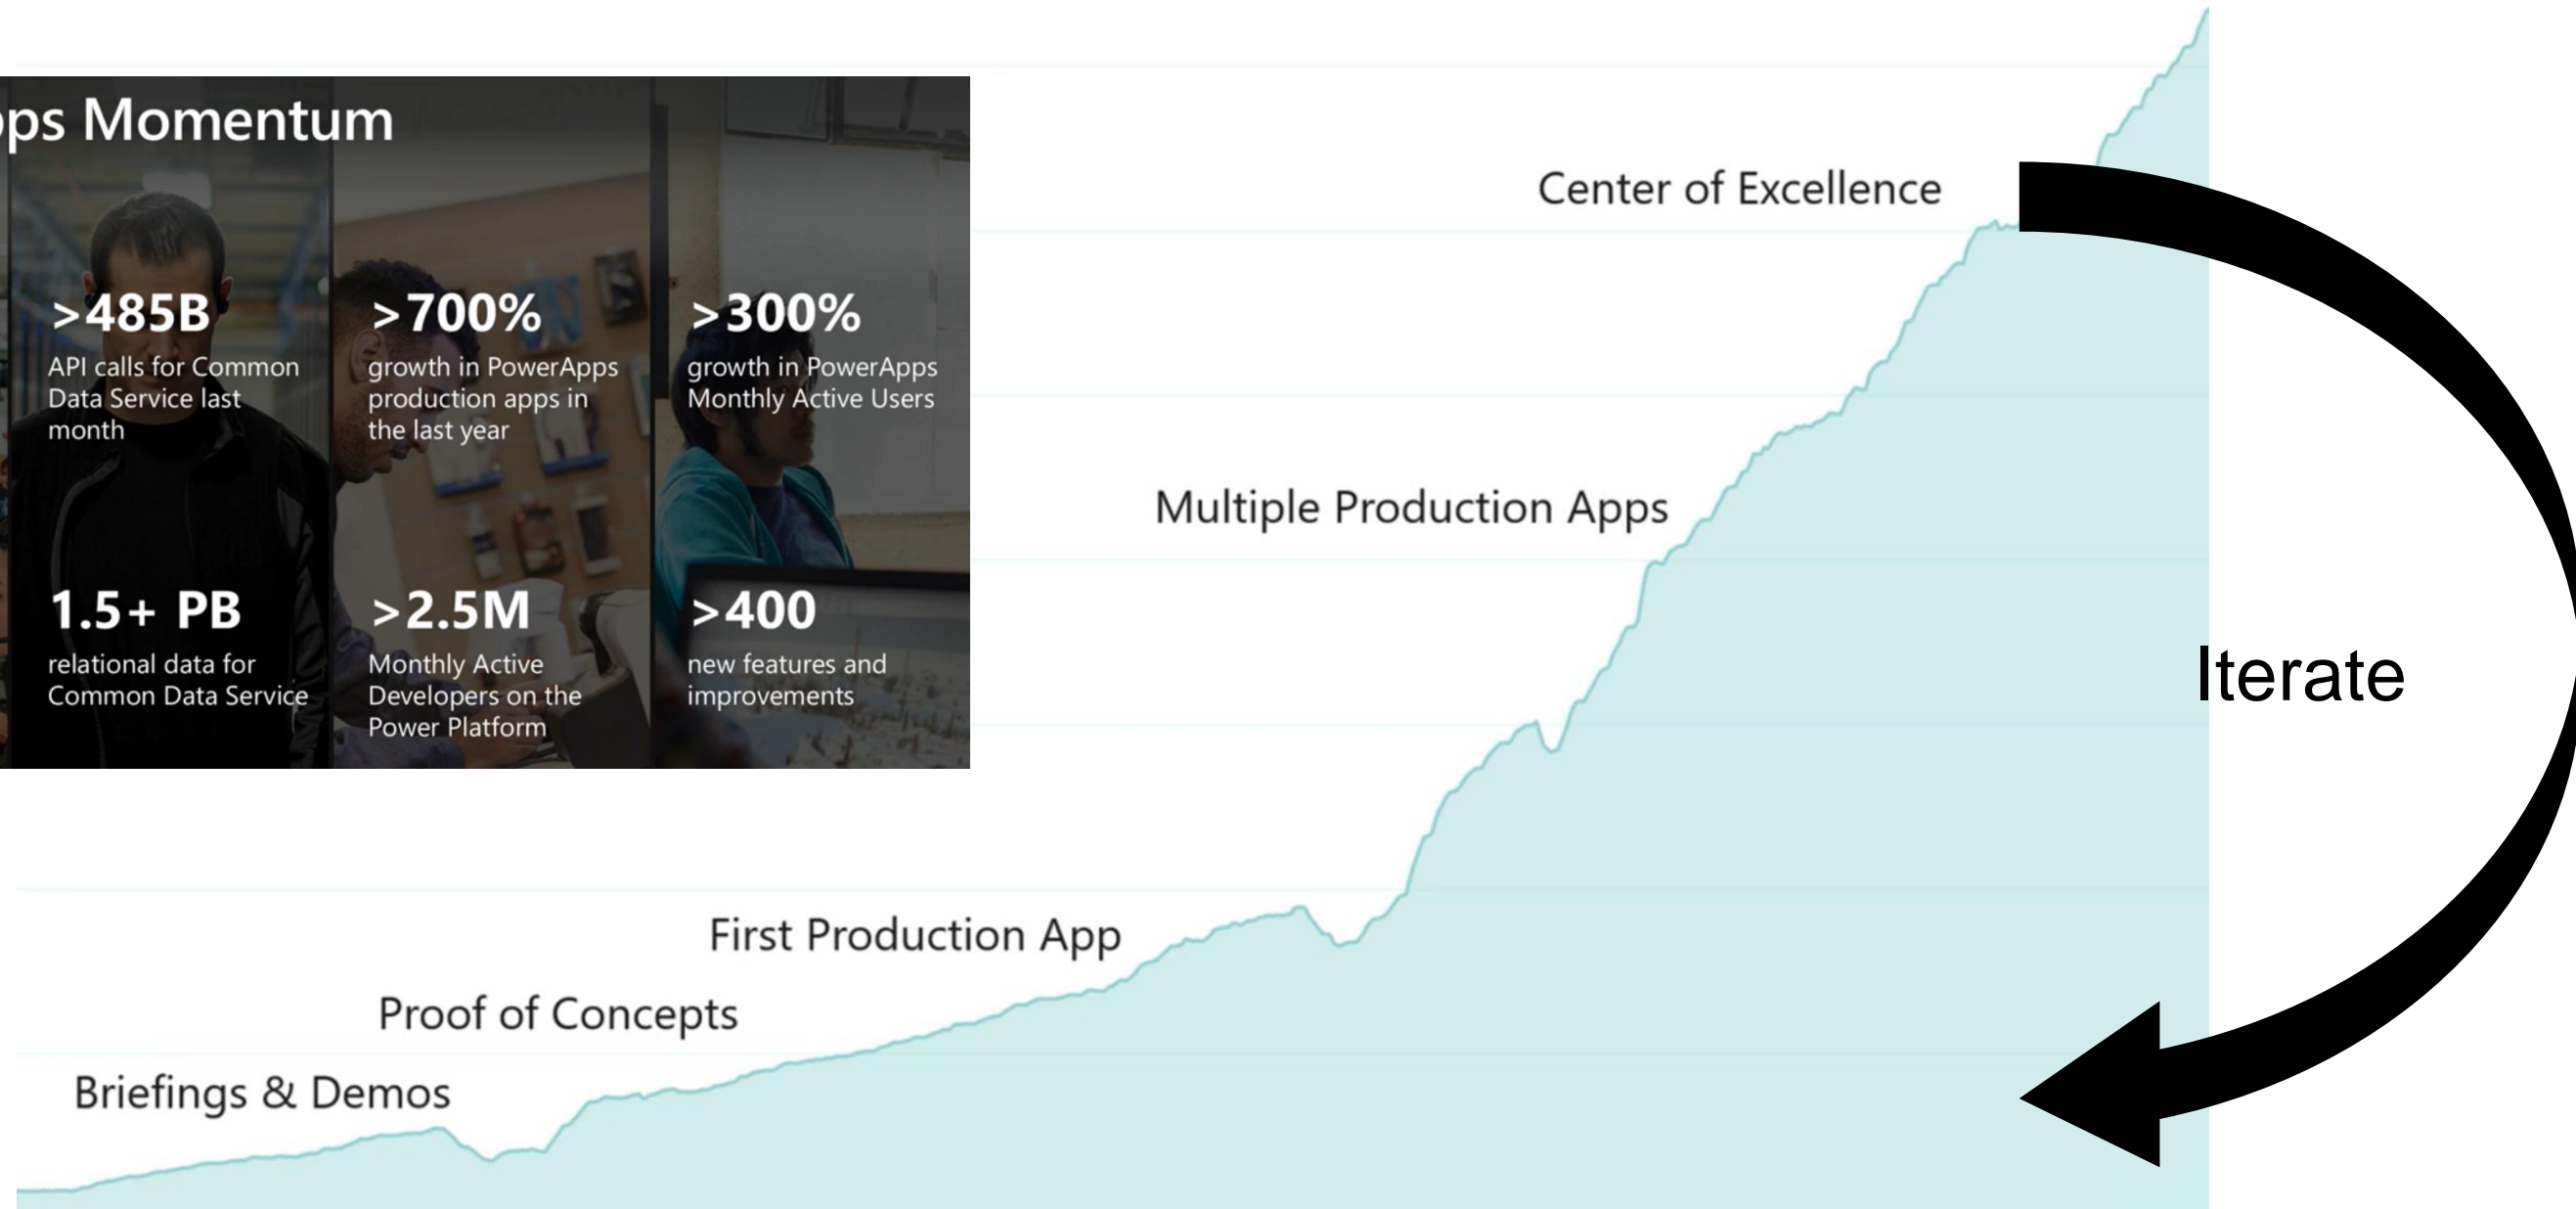 ps Momentum
>485B
API calls for Common
Data Service last
month
>700%
growth in PowerApps
production apps in
the last year
>300%
growth in PowerApps
Monthly Active Users
1.5+ PB
relational data for
Common Data Service
>2.5M
Monthly Active
Developers on the
Power Platform
>400
new features and
improvements
Center of Excellence
Multiple Production Apps
Iterate
First Production App
Proof of Concepts
Briefings & Demos